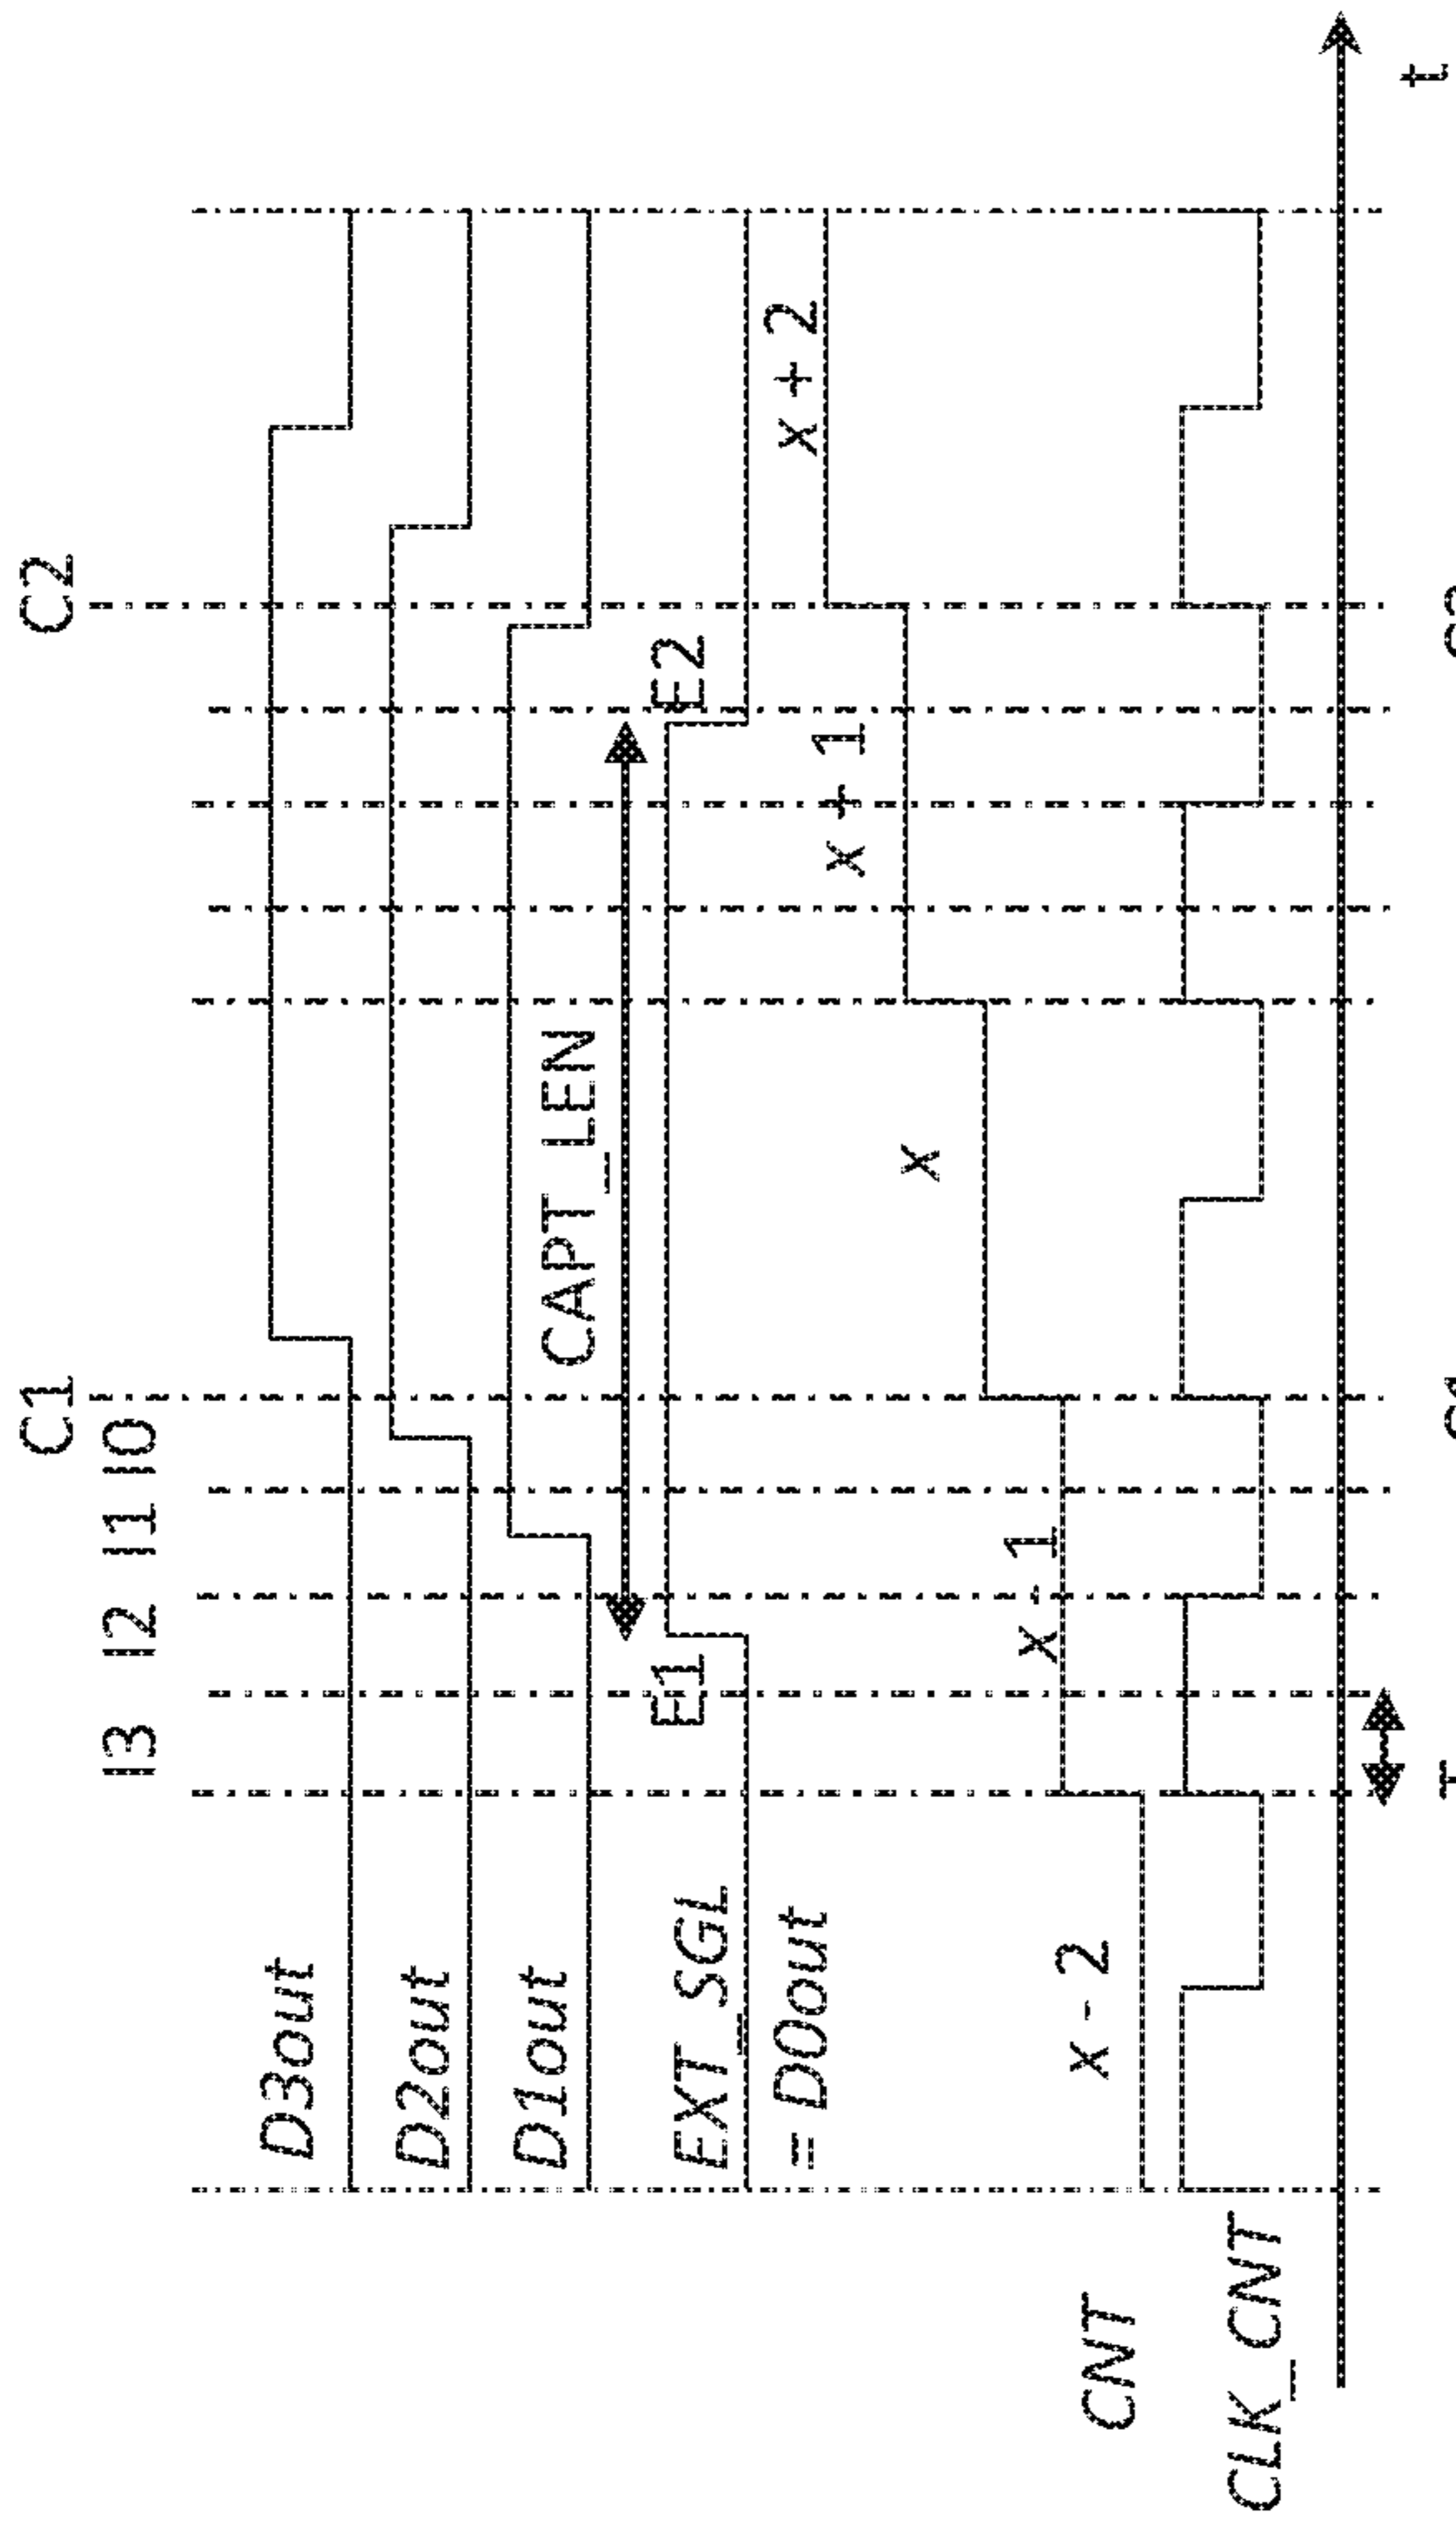 C1
C2
I3
I2
I1
I0
D3out
D2out
D1out
CAPT_LEN
E1
E2
EXT_SGL
= D0out
x - 2
x - 1
x
x + 1
x + 2
CNT
CLK_CNT
t